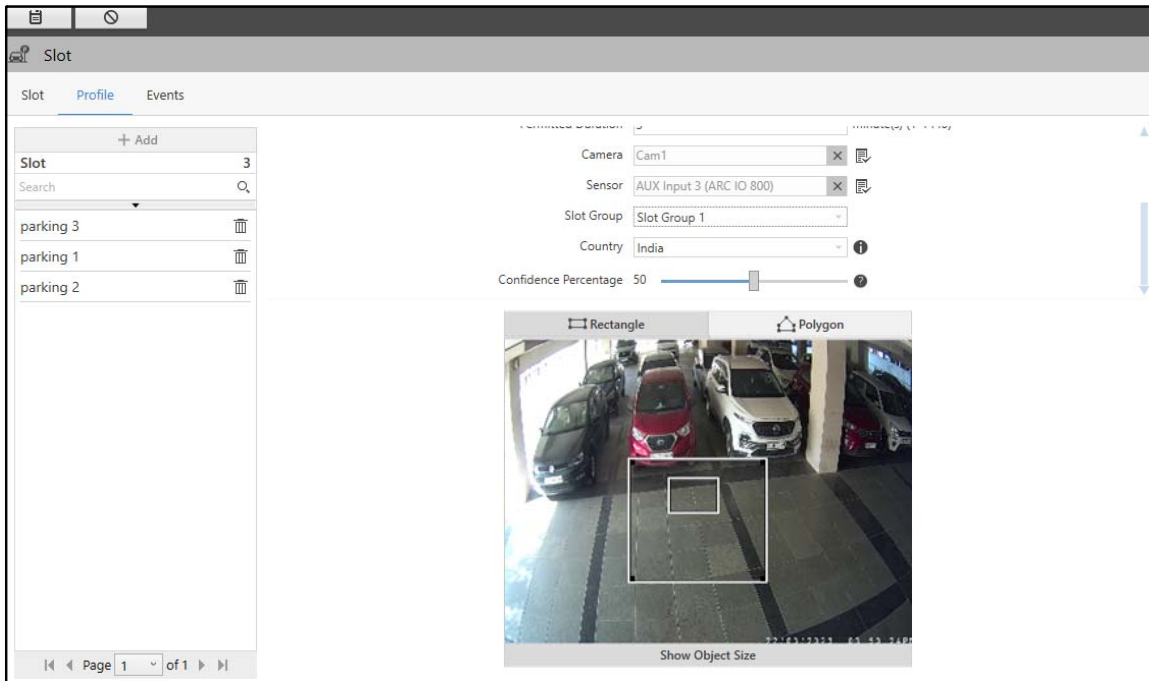 Slot
Slot Profile Events
+ Add
Slot 3
Search
parking 3
parking 1
parking 2
Page 1 of 1
Permitted Duration
Camera Cam1
Sensor AUX Input 3 (ARC IO 800)
Slot Group Slot Group 1
Country India
Confidence Percentage 50
Rectangle Polygon
Show Object Size